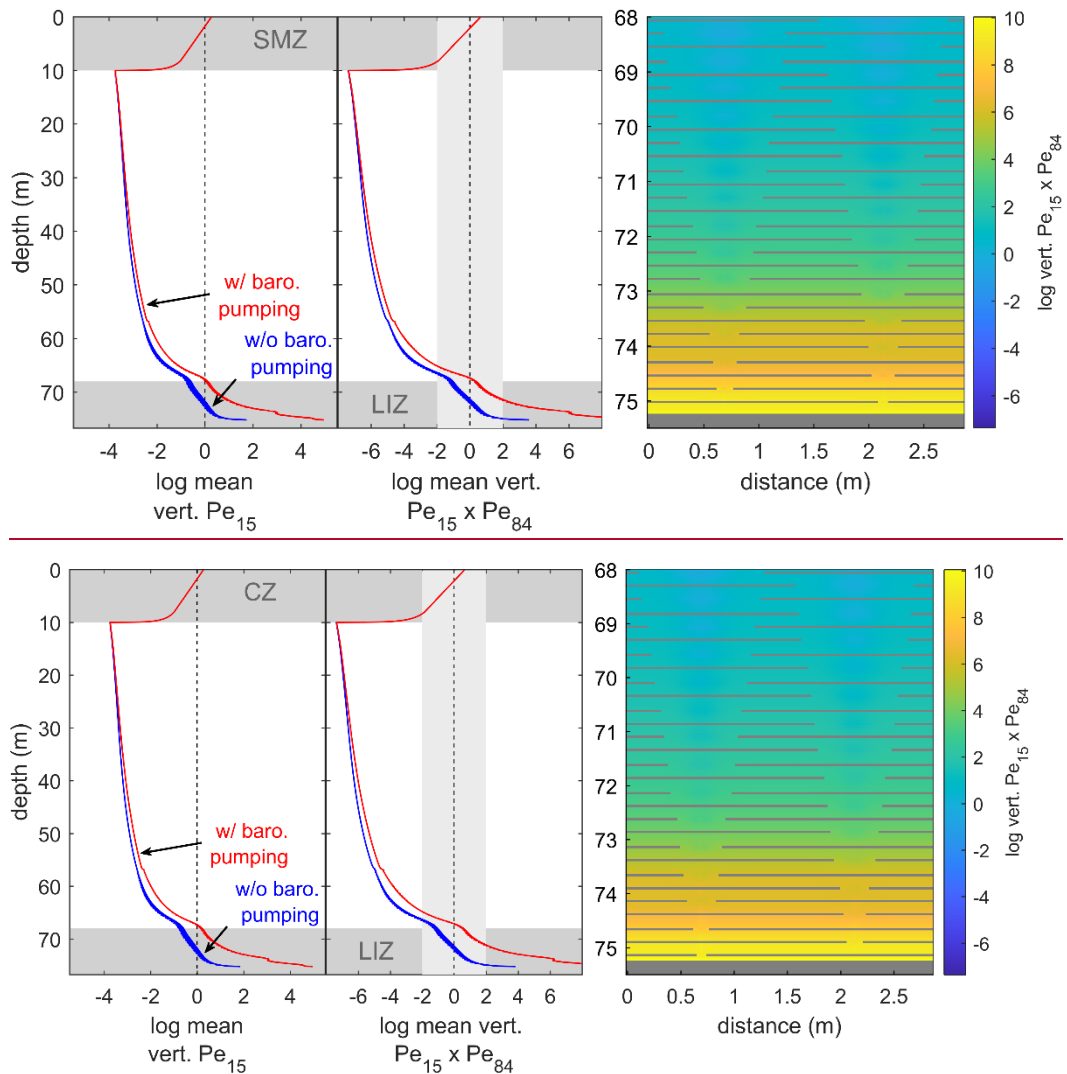 0
10
20
30
40
50
60
70
depth (m)
SMZ
LIZ
w/ baro.
pumping
w/o baro.
pumping
-4 -2 0 2 4
log mean
vert. Pe15
-6 -4 -2 0 2 4 6
log mean vert.
Pe15 x Pe84
68
69
70
71
72
73
74
75
0 0.5 1 1.5 2 2.5
distance (m)
10
8
6
4
2
0
-2
-4
-6
log vert. Pe15 x Pe84
0
10
20
30
40
50
60
70
depth (m)
CZ
LIZ
w/ baro.
pumping
w/o baro.
pumping
-4 -2 0 2 4
log mean
vert. Pe15
-6 -4 -2 0 2 4 6
log mean vert.
Pe15 x Pe84
68
69
70
71
72
73
74
75
0 0.5 1 1.5 2 2.5
distance (m)
10
8
6
4
2
0
-2
-4
-6
log vert. Pe15 x Pe84